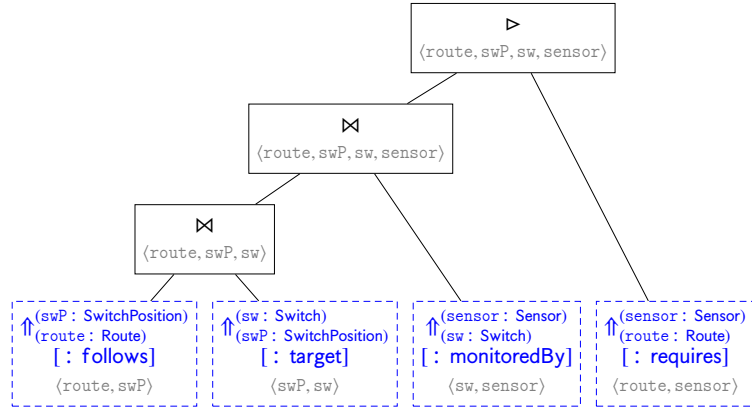 ▷
⟨route, swP, sw, sensor⟩
⋈
⟨route, swP, sw, sensor⟩
⋈
⟨route, swP, sw⟩
⇑(swP : SwitchPosition)
(route : Route)
[ : follows]
⟨route, swP⟩
⇑(sw : Switch)
(swP : SwitchPosition)
[ : target]
⟨swP, sw⟩
⇑(sensor : Sensor)
(sw : Switch)
[ : monitoredBy]
⟨sw, sensor⟩
⇑(sensor : Sensor)
(route : Route)
[ : requires]
⟨route, sensor⟩